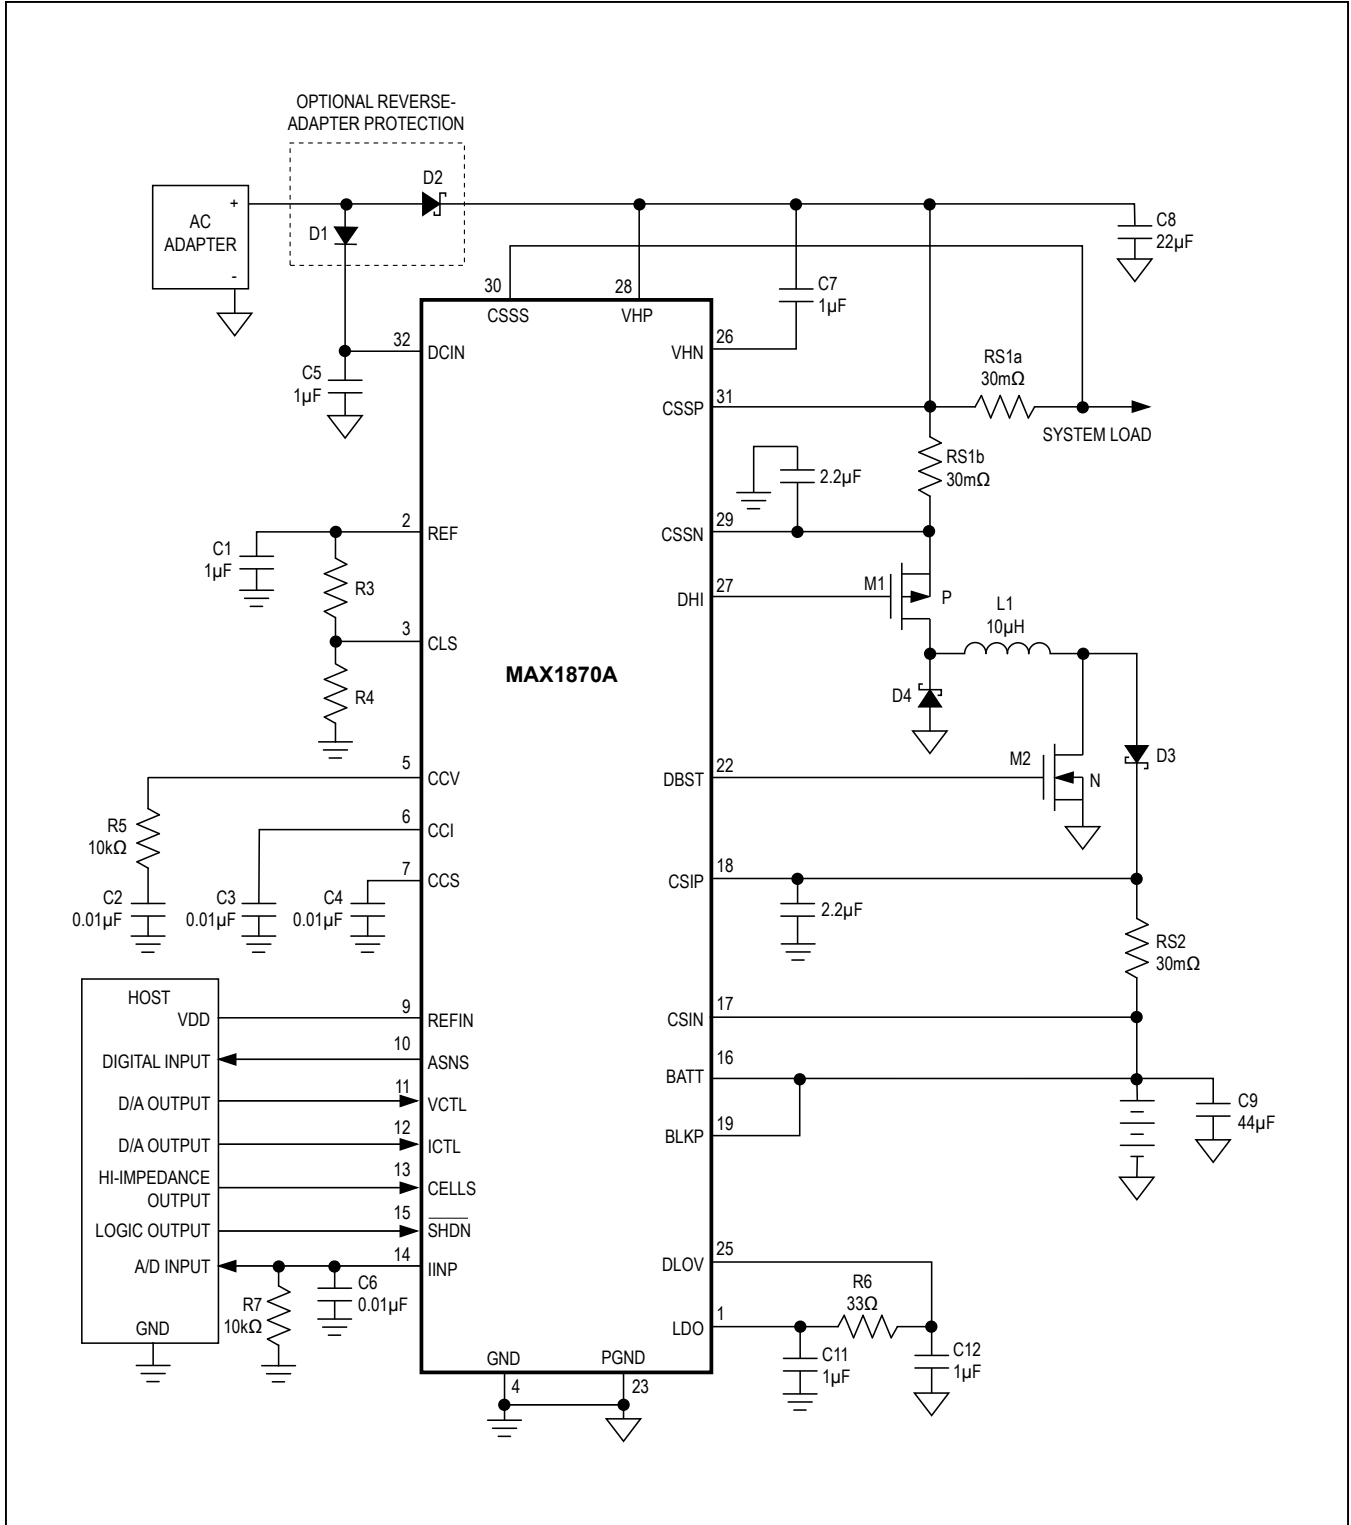 OPTIONAL REVERSE-
ADAPTER PROTECTION
D2
AC
ADAPTER
+
-
D1
C8
22µF
30
CSSS
28
VHP
C7
1µF
32
DCIN
C5
1µF
26
VHN
RS1a
30mΩ
31
CSSP
SYSTEM LOAD
RS1b
30mΩ
2.2µF
29
CSSN
2
REF
C1
1µF
R3
M1
P
27
DHI
L1
10µH
3
CLS
MAX1870A
R4
D4
5
CCV
22
DBST
M2
N
D3
R5
10kΩ
6
CCI
7
CCS
18
CSIP
C2
0.01µF
C3
0.01µF
C4
0.01µF
2.2µF
RS2
30mΩ
HOST
VDD
9
REFIN
17
CSIN
DIGITAL INPUT
10
ASNS
16
BATT
D/A OUTPUT
11
VCTL
C9
44µF
D/A OUTPUT
12
ICTL
19
BLKP
HI-IMPEDANCE
OUTPUT
13
CELLS
LOGIC OUTPUT
15
SHDN
A/D INPUT
14
IINP
25
DLOV
C6
0.01µF
R7
10kΩ
R6
33Ω
1
LDO
GND
C11
1µF
C12
1µF
GND
4
PGND
23